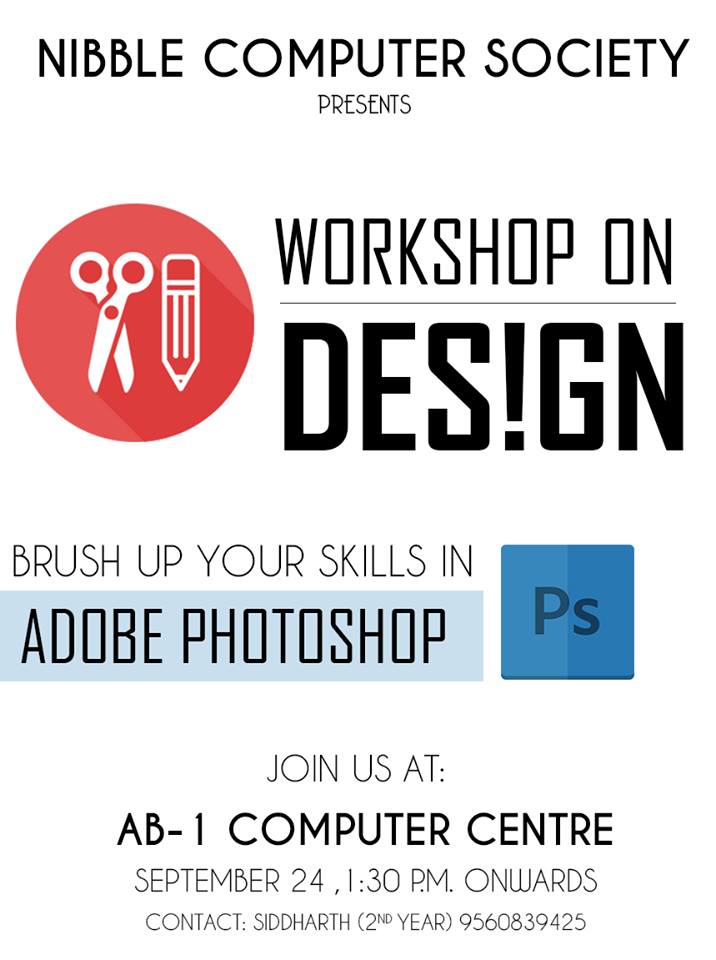 NIBBLE COMPUTER SOCIETY
PRESENTS
WORKSHOP ON
DES!GN
BRUSH UP YOUR SKILLS IN
ADOBE PHOTOSHOP
Ps
JOIN US AT:
AB-1 COMPUTER CENTRE
SEPTEMBER 24 ,1:30 P.M. ONWARDS
CONTACT: SIDDHARTH (2ND YEAR) 9560839425